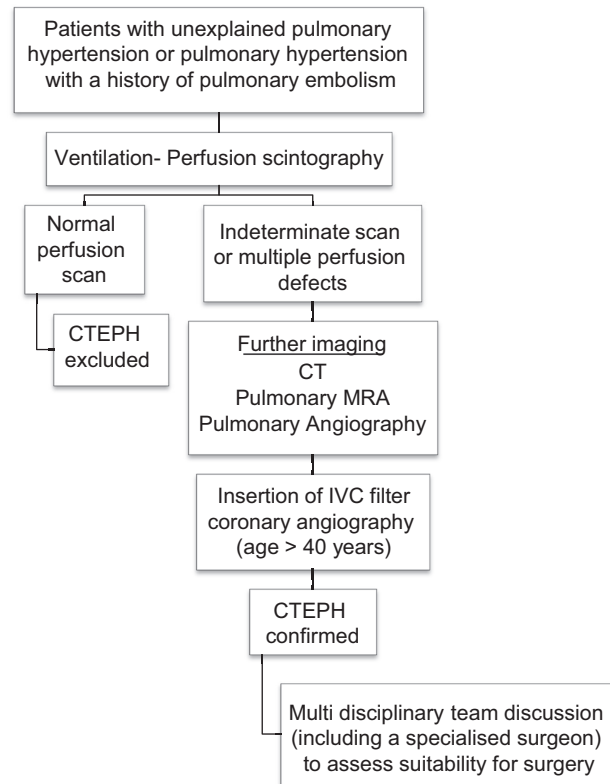 Patients with unexplained pulmonary
hypertension or pulmonary hypertension
with a history of pulmonary embolism
Ventilation- Perfusion scintography
Normal
perfusion
scan
CTEPH
excluded
Indeterminate scan
or multiple perfusion
defects
Further imaging
CT
Pulmonary MRA
Pulmonary Angiography
Insertion of IVC filter
coronary angiography
(age > 40 years)
CTEPH
confirmed
Multi disciplinary team discussion
(including a specialised surgeon)
to assess suitability for surgery